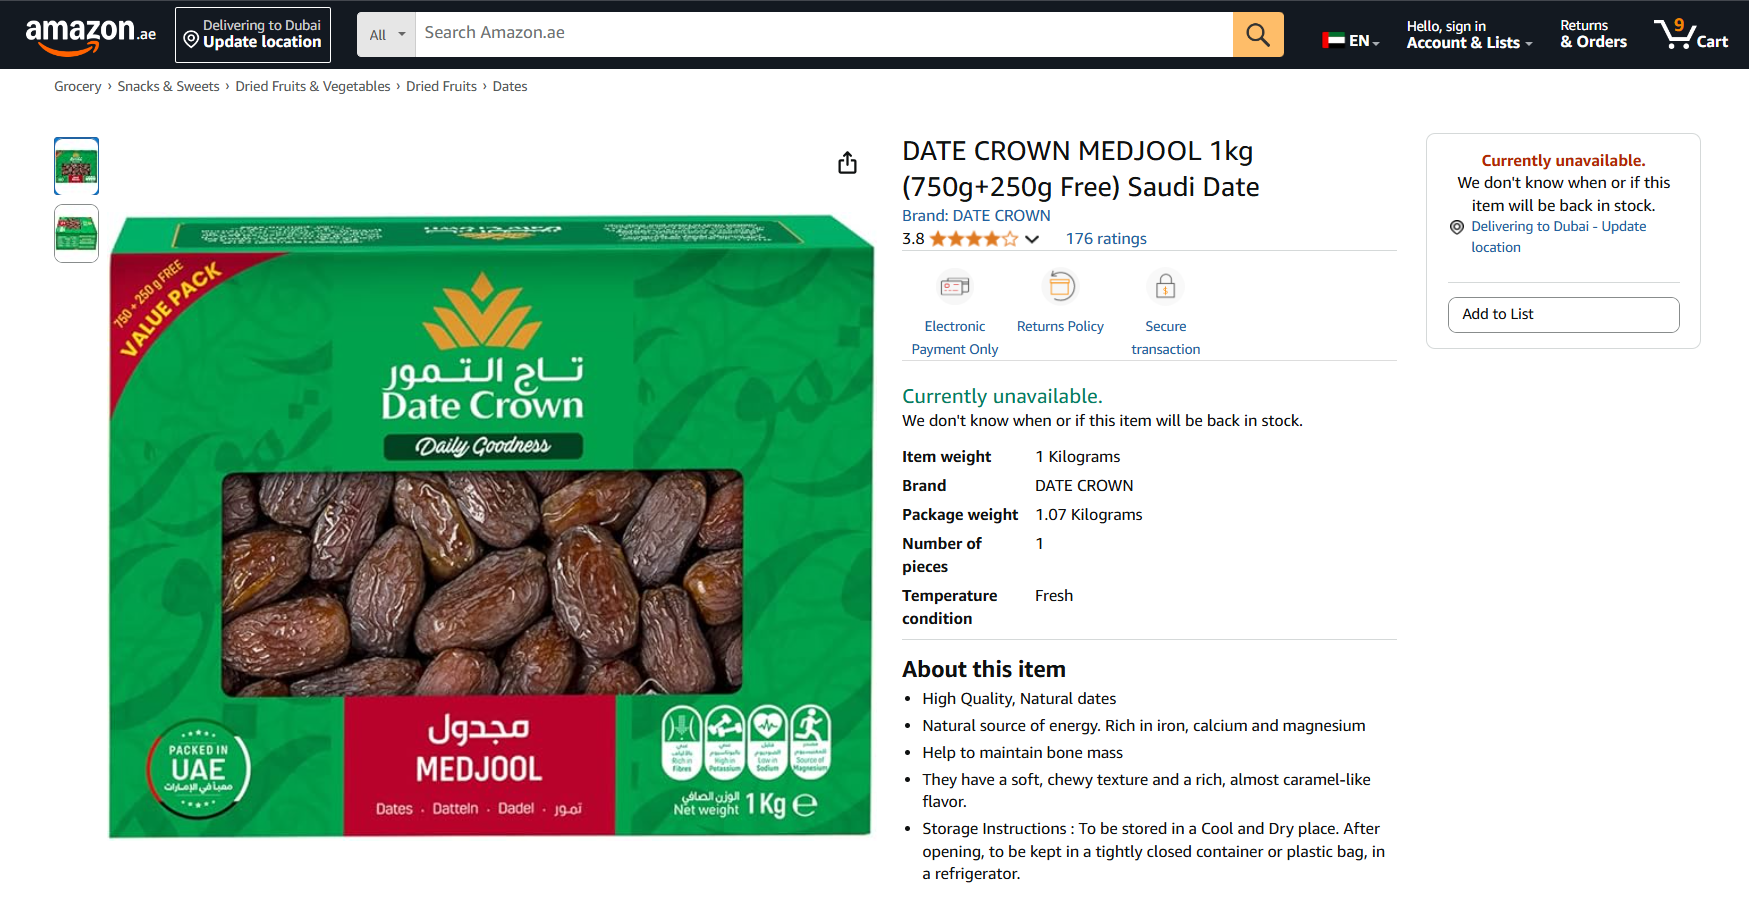 amazon.ae
Delivering to Dubai
Update location
All
Search Amazon.ae
EN
Hello, sign in
Account & Lists
Returns
& Orders
9
Cart
Grocery › Snacks & Sweets › Dried Fruits & Vegetables › Dried Fruits › Dates
750 + 250 g FREE
VALUE PACK
تاج التمور
Date Crown
Daily Goodness
PACKED IN
UAE
معبأ في الإمارات
مجدول
MEDJOOL
Dates · Datteln · Dadel · تمور
Rich in
Fibres
High in
Potassium
Low in
Sodium
Source of
Magnesium
الوزن الصافي
Net weight 1 Kg e
DATE CROWN MEDJOOL 1kg
(750g+250g Free) Saudi Date
Brand: DATE CROWN
3.8
176 ratings
Electronic
Payment Only
Returns Policy
Secure
transaction
Currently unavailable.
We don't know when or if this item will be back in stock.
Item weight 1 Kilograms
Brand DATE CROWN
Package weight 1.07 Kilograms
Number of 1
pieces
Temperature Fresh
condition
About this item
• High Quality, Natural dates
• Natural source of energy. Rich in iron, calcium and magnesium
• Help to maintain bone mass
• They have a soft, chewy texture and a rich, almost caramel-like
flavor.
• Storage Instructions : To be stored in a Cool and Dry place. After
opening, to be kept in a tightly closed container or plastic bag, in
a refrigerator.
Currently unavailable.
We don't know when or if this
item will be back in stock.
Delivering to Dubai - Update
location
Add to List